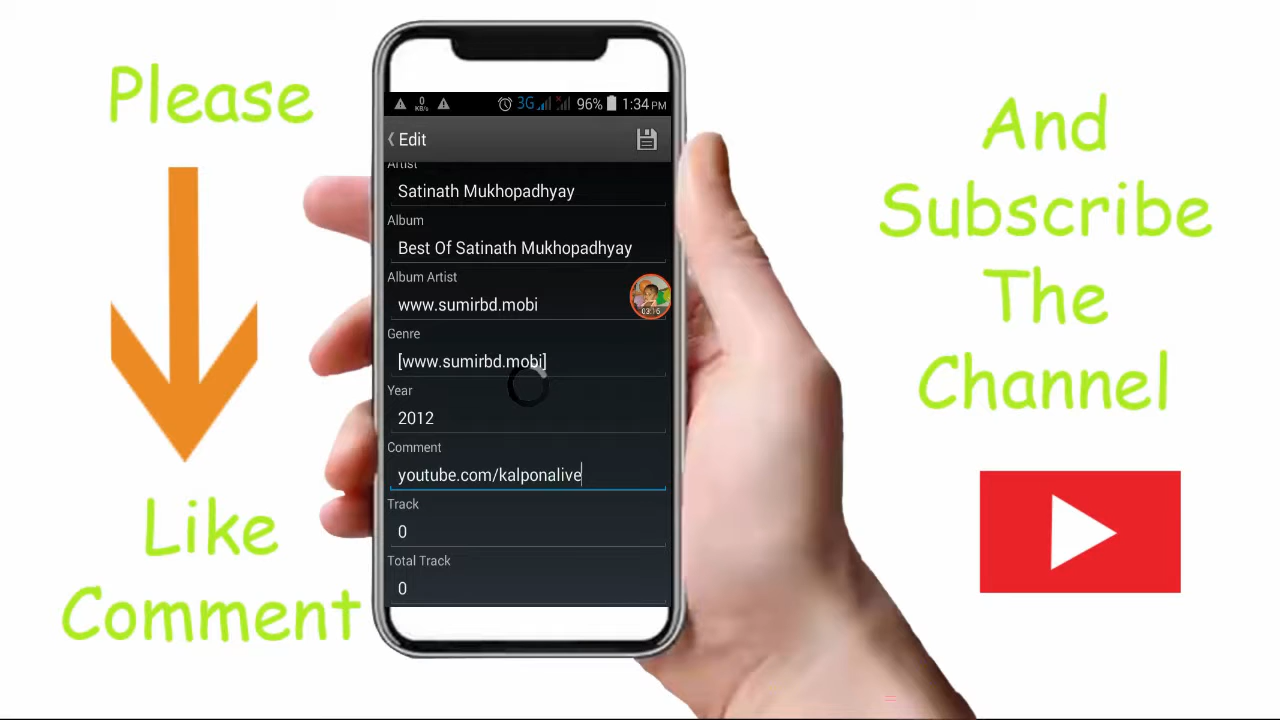 Please
Like
Comment
0
KB/s
3G
96%
1:34 PM
Edit
Artist
Satinath Mukhopadhyay
Album
Best Of Satinath Mukhopadhyay
Album Artist
www.sumirbd.mobi
03:16
Genre
[www.sumirbd.mobi]
Year
2012
Comment
youtube.com/kalponalive
Track
0
Total Track
0
And
Subscribe
The
Channel